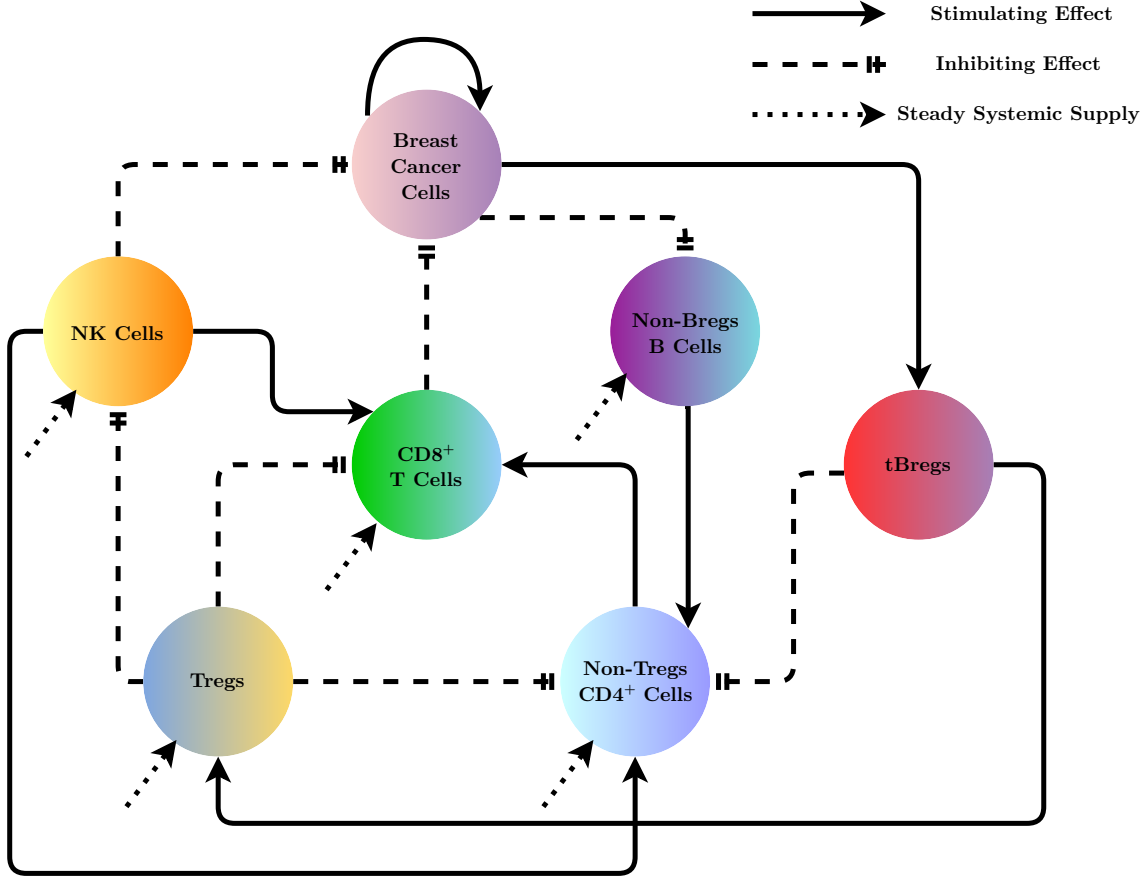 Stimulating Effect
Inhibiting Effect
Steady Systemic Supply
Breast
Cancer
Cells
NK Cells
Non-Bregs
B Cells
CD8⁺
T Cells
tBregs
Tregs
Non-Tregs
CD4⁺ Cells